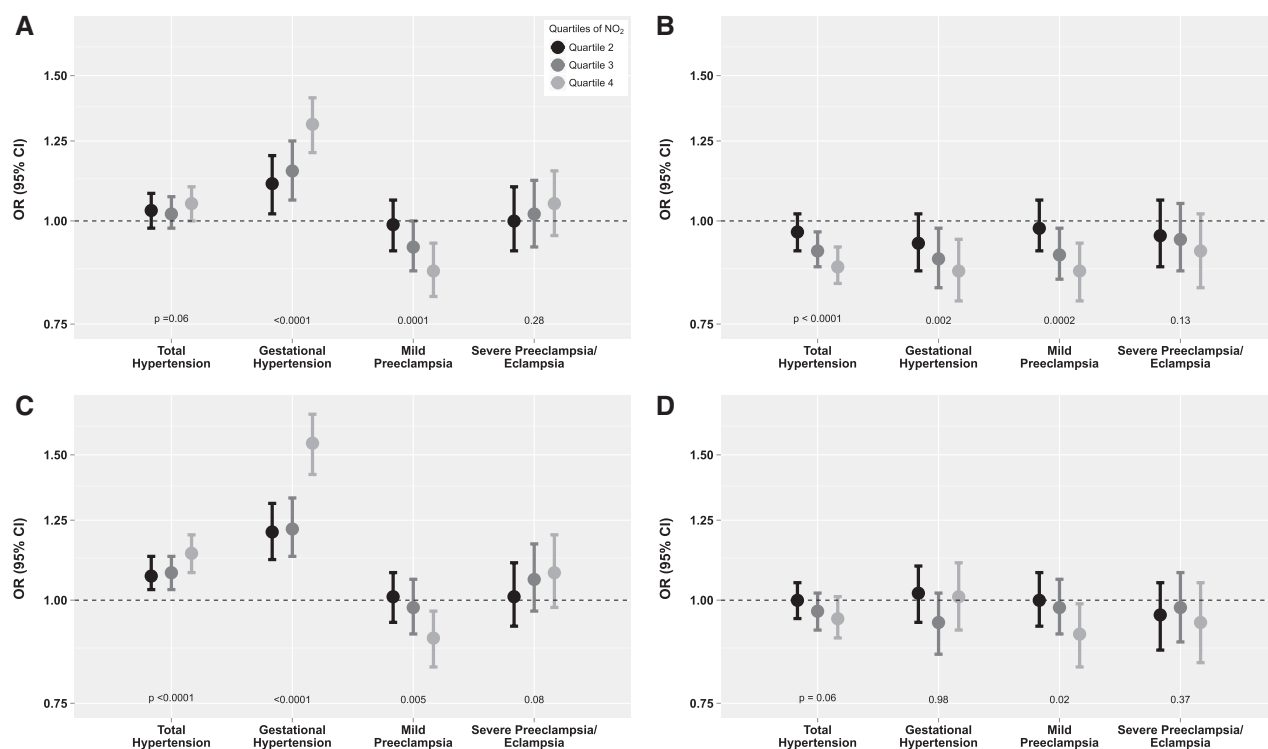 A
Quartiles of NO2
Quartile 2
Quartile 3
Quartile 4
1.50
1.25
1.00
0.75
OR (95% CI)
p =0.06
<0.0001
0.0001
0.28
Total
Hypertension
Gestational
Hypertension
Mild
Preeclampsia
Severe Preeclampsia/
Eclampsia
B
1.50
1.25
1.00
0.75
OR (95% CI)
p < 0.0001
0.002
0.0002
0.13
Total
Hypertension
Gestational
Hypertension
Mild
Preeclampsia
Severe Preeclampsia/
Eclampsia
C
1.50
1.25
1.00
0.75
OR (95% CI)
p <0.0001
<0.0001
0.005
0.08
Total
Hypertension
Gestational
Hypertension
Mild
Preeclampsia
Severe Preeclampsia/
Eclampsia
D
1.50
1.25
1.00
0.75
OR (95% CI)
p = 0.06
0.98
0.02
0.37
Total
Hypertension
Gestational
Hypertension
Mild
Preeclampsia
Severe Preeclampsia/
Eclampsia